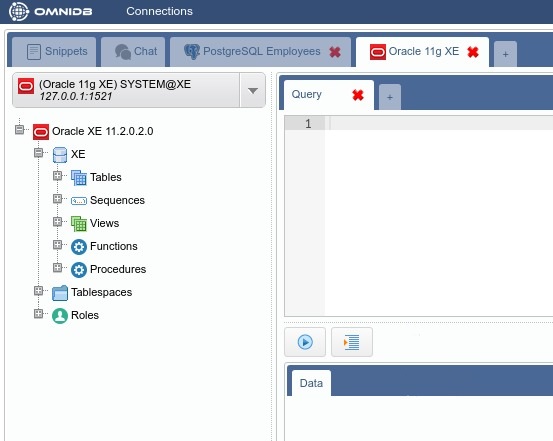 OMNIDB Connections
Snippets Chat PostgreSQL Employees Oracle 11g XE +
(Oracle 11g XE) SYSTEM@XE
127.0.0.1:1521
Query +
1
Oracle XE 11.2.0.2.0
XE
Tables
Sequences
Views
Functions
Procedures
Tablespaces
Roles
Data